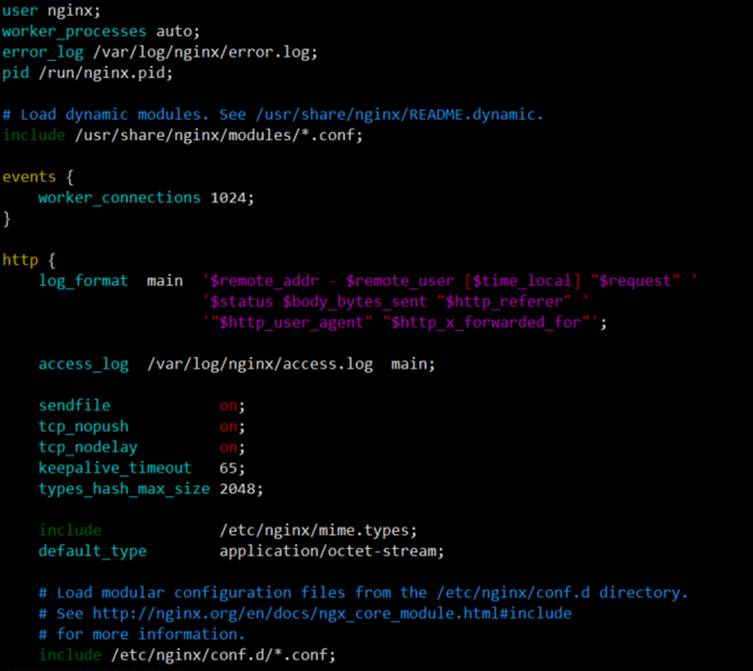 user nginx;
worker_processes auto;
error_log /var/log/nginx/error.log;
pid /run/nginx.pid;

# Load dynamic modules. See /usr/share/nginx/README.dynamic.
include /usr/share/nginx/modules/*.conf;

events {
    worker_connections 1024;
}

http {
    log_format  main  '$remote_addr - $remote_user [$time_local] "$request" '
                      '$status $body_bytes_sent "$http_referer" '
                      '"$http_user_agent" "$http_x_forwarded_for"';

    access_log  /var/log/nginx/access.log  main;

    sendfile            on;
    tcp_nopush          on;
    tcp_nodelay         on;
    keepalive_timeout   65;
    types_hash_max_size 2048;

    include             /etc/nginx/mime.types;
    default_type        application/octet-stream;

    # Load modular configuration files from the /etc/nginx/conf.d directory.
    # See http://nginx.org/en/docs/ngx_core_module.html#include
    # for more information.
    include /etc/nginx/conf.d/*.conf;